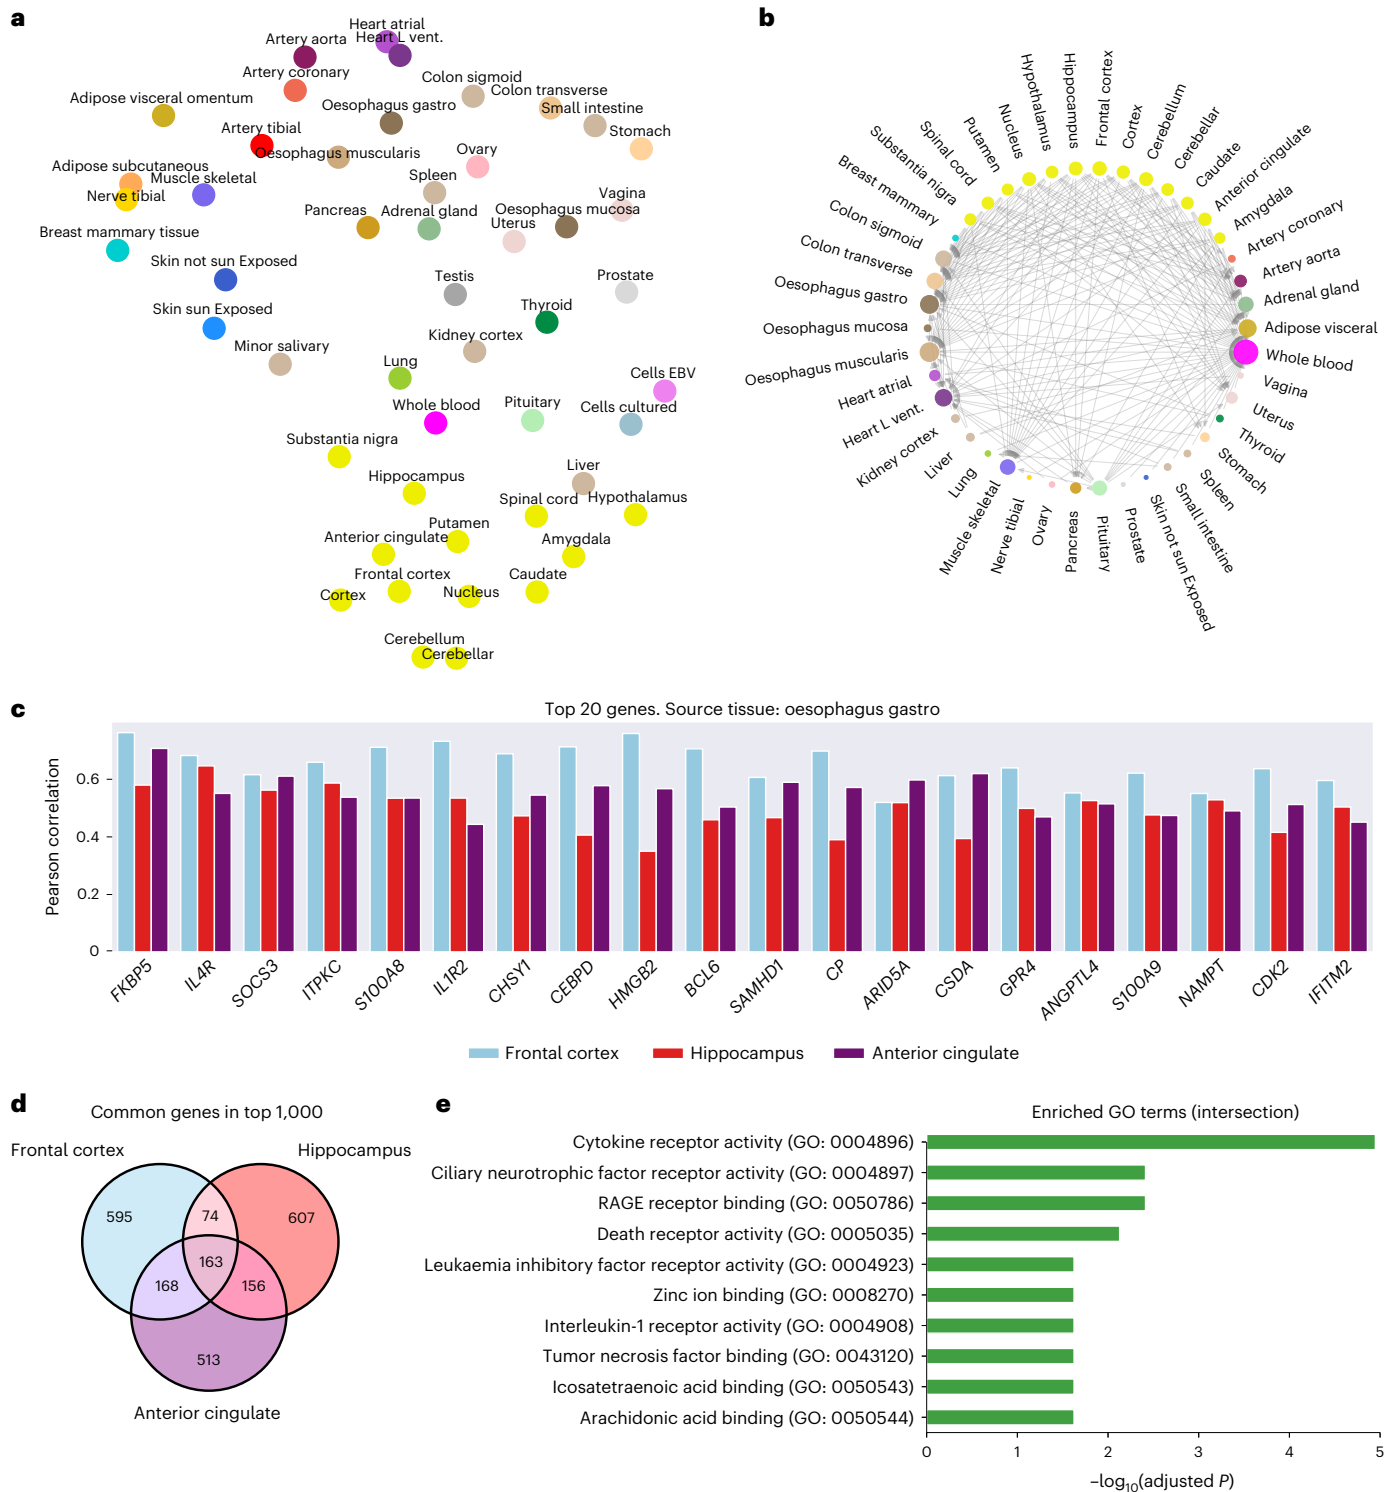 a
Heart atrial
Heart L vent.
Artery aorta
Artery coronary
Colon sigmoid
Colon transverse
Adipose visceral omentum
Oesophagus gastro
Small intestine
Artery tibial
Stomach
Oesophagus muscularis
Ovary
Adipose subcutaneous
Muscle skeletal
Spleen
Nerve tibial
Vagina
Pancreas
Adrenal gland
Oesophagus mucosa
Uterus
Breast mammary tissue
Skin not sun Exposed
Testis
Prostate
Skin sun Exposed
Thyroid
Kidney cortex
Minor salivary
Lung
Cells EBV
Whole blood
Pituitary
Cells cultured
Substantia nigra
Hippocampus
Liver
Spinal cord
Hypothalamus
Putamen
Anterior cingulate
Amygdala
Frontal cortex
Caudate
Cortex
Nucleus
Cerebellum
Cerebellar
b
Frontal cortex
Cortex
Cerebellum
Cerebellar
Caudate
Anterior cingulate
Amygdala
Artery coronary
Artery aorta
Adrenal gland
Adipose visceral
Whole blood
Vagina
Uterus
Thyroid
Stomach
Spleen
Small intestine
Skin not sun Exposed
Prostate
Pituitary
Pancreas
Ovary
Nerve tibial
Muscle skeletal
Lung
Liver
Kidney cortex
Heart L vent.
Heart atrial
Oesophagus muscularis
Oesophagus mucosa
Oesophagus gastro
Colon transverse
Colon sigmoid
Breast mammary
Substantia nigra
Spinal cord
Putamen
Nucleus
Hypothalamus
Hippocampus
c
Top 20 genes. Source tissue: oesophagus gastro
Pearson correlation
0.6
0.4
0.2
0
FKBP5
IL4R
SOCS3
ITPKC
S100A8
IL1R2
CHSY1
CEBPD
HMGB2
BCL6
SAMHD1
CP
ARID5A
CSDA
GPR4
ANGPTL4
S100A9
NAMPT
CDK2
IFITM2
Frontal cortex
Hippocampus
Anterior cingulate
d
Common genes in top 1,000
Frontal cortex
Hippocampus
595
74
607
163
168
156
513
Anterior cingulate
e
Enriched GO terms (intersection)
Cytokine receptor activity (GO: 0004896)
Ciliary neurotrophic factor receptor activity (GO: 0004897)
RAGE receptor binding (GO: 0050786)
Death receptor activity (GO: 0005035)
Leukaemia inhibitory factor receptor activity (GO: 0004923)
Zinc ion binding (GO: 0008270)
Interleukin-1 receptor activity (GO: 0004908)
Tumor necrosis factor binding (GO: 0043120)
Icosatetraenoic acid binding (GO: 0050543)
Arachidonic acid binding (GO: 0050544)
0 1 2 3 4 5
–log10(adjusted P)